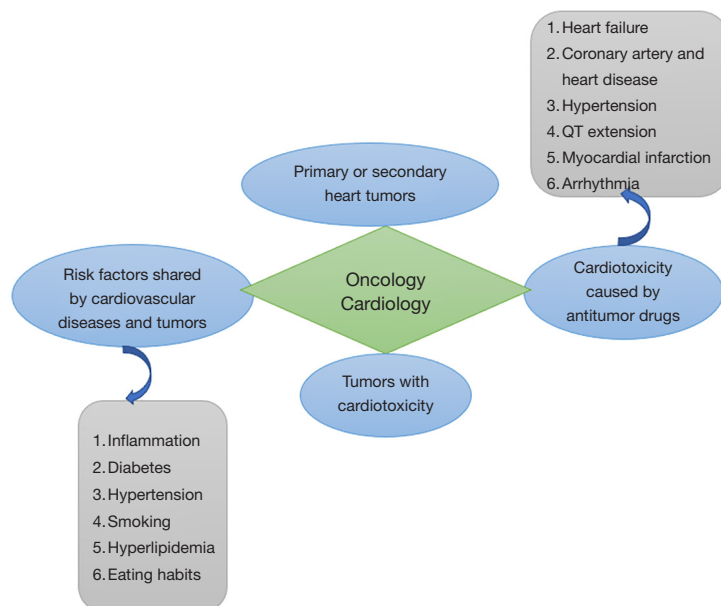 1. Heart failure
2. Coronary artery and
heart disease
3. Hypertension
4. QT extension
5. Myocardial infarction
6. Arrhythmia
Primary or secondary
heart tumors
Risk factors shared
by cardiovascular
diseases and tumors
Oncology
Cardiology
Cardiotoxicity
caused by
antitumor drugs
Tumors with
cardiotoxicity
1. Inflammation
2. Diabetes
3. Hypertension
4. Smoking
5. Hyperlipidemia
6. Eating habits